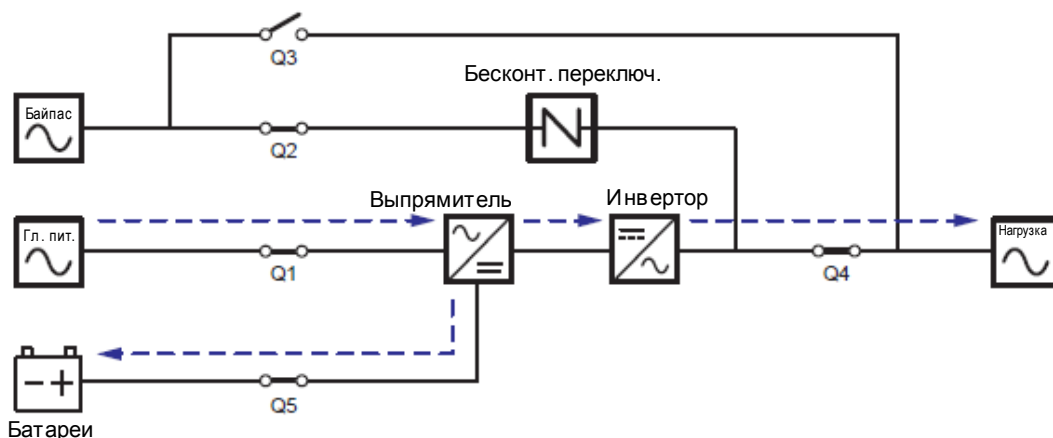 Q3
Бесконт. переключ.
Байпас
Q2
Выпрямитель
Инвертор
Гл. пит.
Нагрузка
Q1
Q4
Q5
Батареи